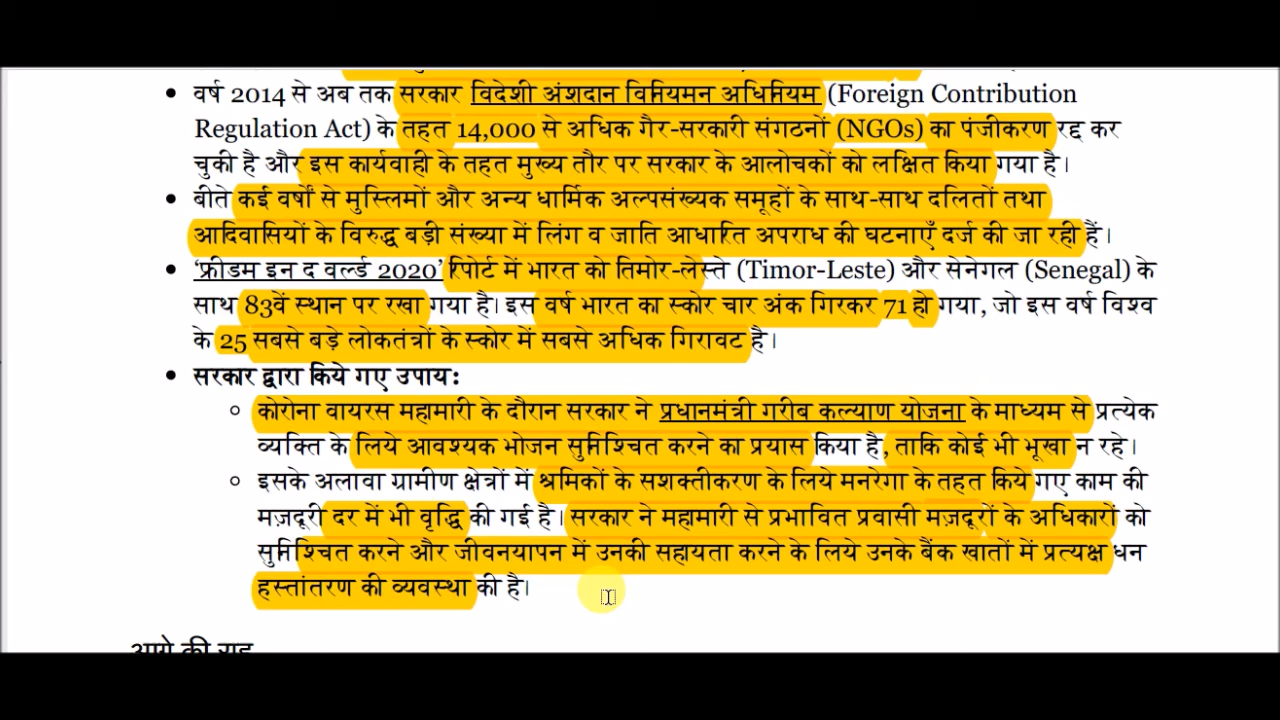 वर्ष 2014 से अब तक सरकार विदेशी अंशदान विनियमन अधिनियम (Foreign Contribution
Regulation Act) के तहत 14,000 से अधिक गैर-सरकारी संगठनों (NGOs) का पंजीकरण रद्द कर
चुकी है और इस कार्यवाही के तहत मुख्य तौर पर सरकार के आलोचकों को लक्षित किया गया है।
बीते कई वर्षों से मुस्लिमों और अन्य धार्मिक अल्पसंख्यक समूहों के साथ-साथ दलितों तथा
आदिवासियों के विरुद्ध बड़ी संख्या में लिंग व जाति आधारित अपराध की घटनाएँ दर्ज की जा रही हैं।
‘फ्रीडम इन द वर्ल्ड 2020’ रिपोर्ट में भारत को तिमोर-लेस्ते (Timor-Leste) और सेनेगल (Senegal) के
साथ 83वें स्थान पर रखा गया है। इस वर्ष भारत का स्कोर चार अंक गिरकर 71 हो गया, जो इस वर्ष विश्व
के 25 सबसे बड़े लोकतंत्रों के स्कोर में सबसे अधिक गिरावट है।
सरकार द्वारा किये गए उपाय:
कोरोना वायरस महामारी के दौरान सरकार ने प्रधानमंत्री गरीब कल्याण योजना के माध्यम से प्रत्येक
व्यक्ति के लिये आवश्यक भोजन सुनिश्चित करने का प्रयास किया है, ताकि कोई भी भूखा न रहे।
इसके अलावा ग्रामीण क्षेत्रों में श्रमिकों के सशक्तीकरण के लिये मनरेगा के तहत किये गए काम की
मज़दूरी दर में भी वृद्धि की गई है। सरकार ने महामारी से प्रभावित प्रवासी मज़दूरों के अधिकारों को
सुनिश्चित करने और जीवनयापन में उनकी सहायता करने के लिये उनके बैंक खातों में प्रत्यक्ष धन
हस्तांतरण की व्यवस्था की है।
आगे की राह